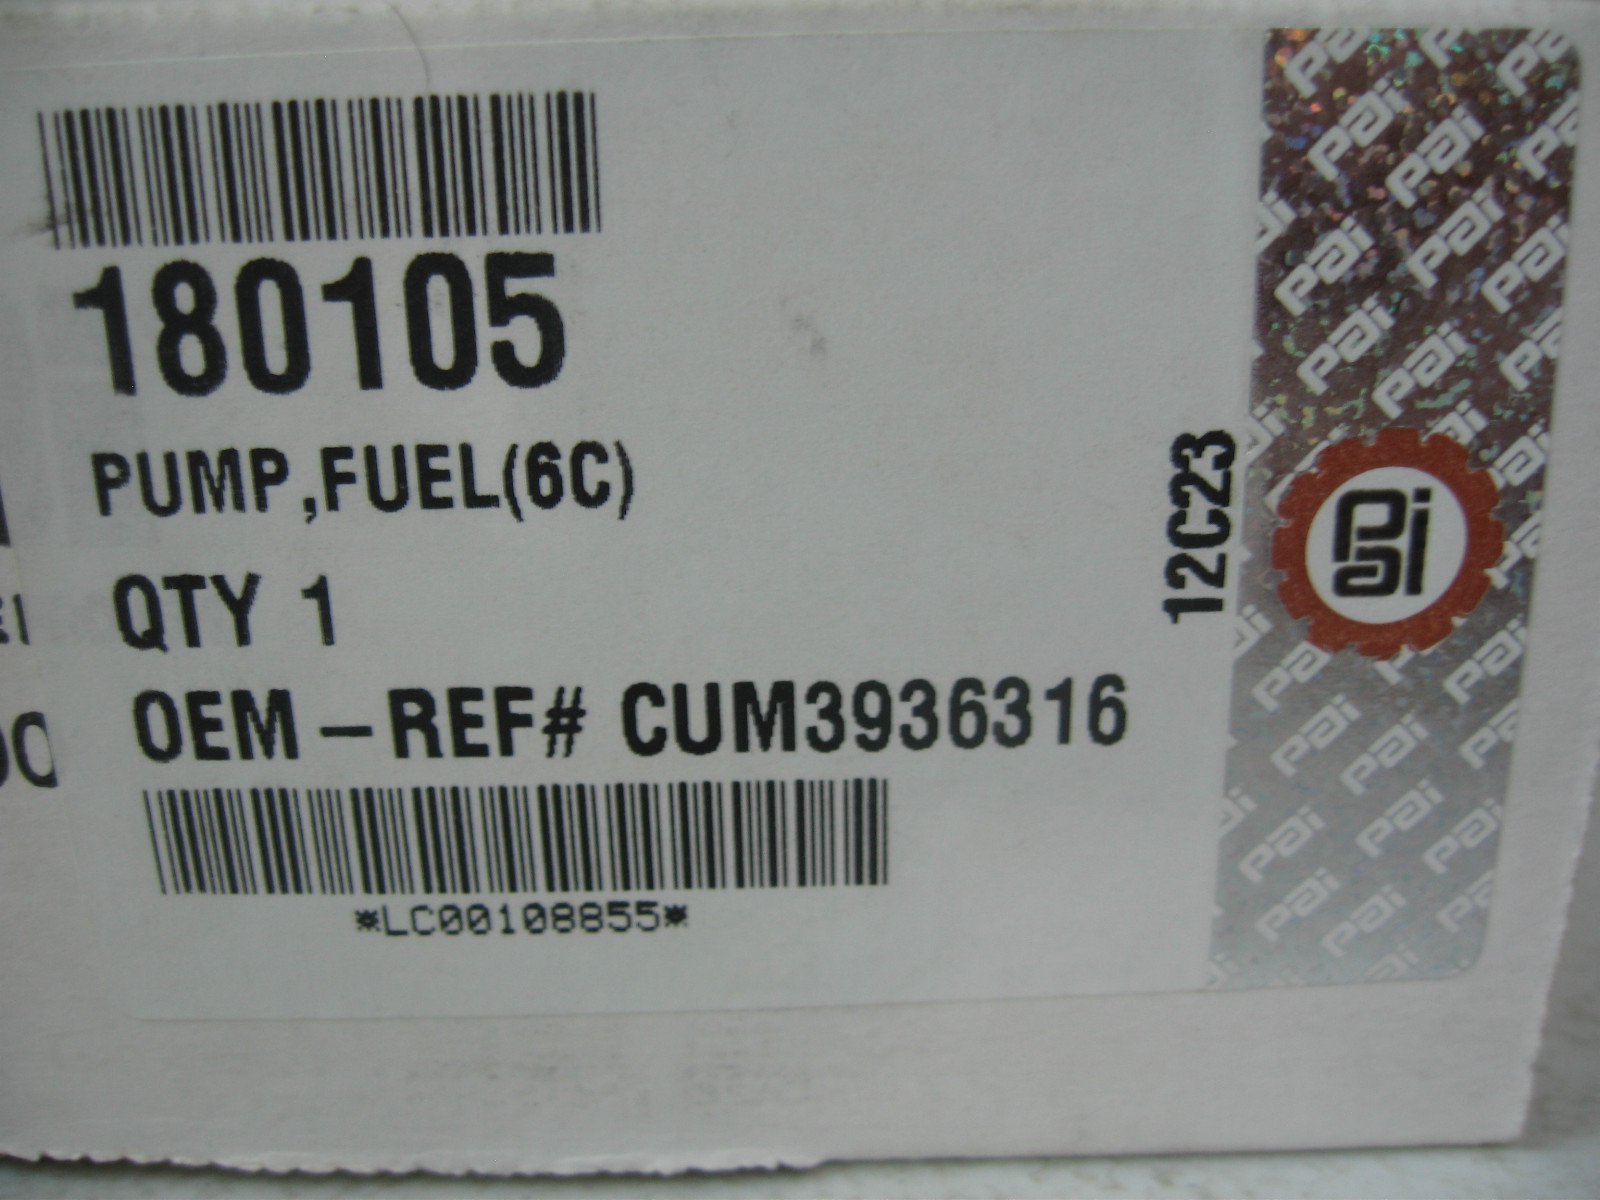 180105
PUMP,FUEL(6C)
QTY 1
OEM-REF# CUM3936316
*LC00108855*
12C23
pai